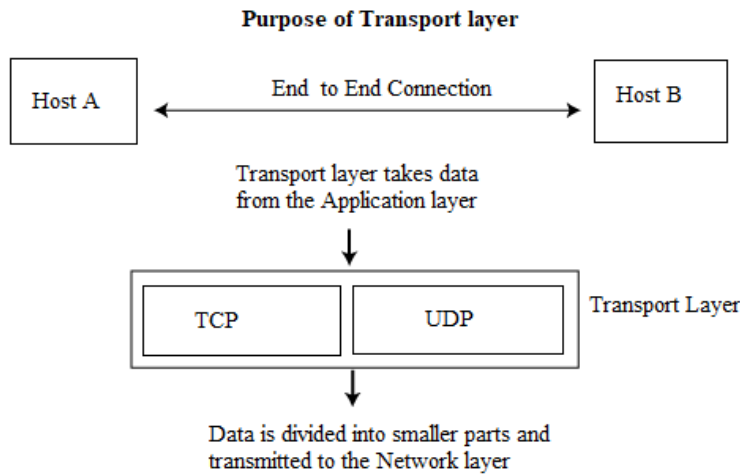 Purpose of Transport layer
Host A
End to End Connection
Host B
Transport layer takes data
from the Application layer
TCP
UDP
Transport Layer
Data is divided into smaller parts and
transmitted to the Network layer